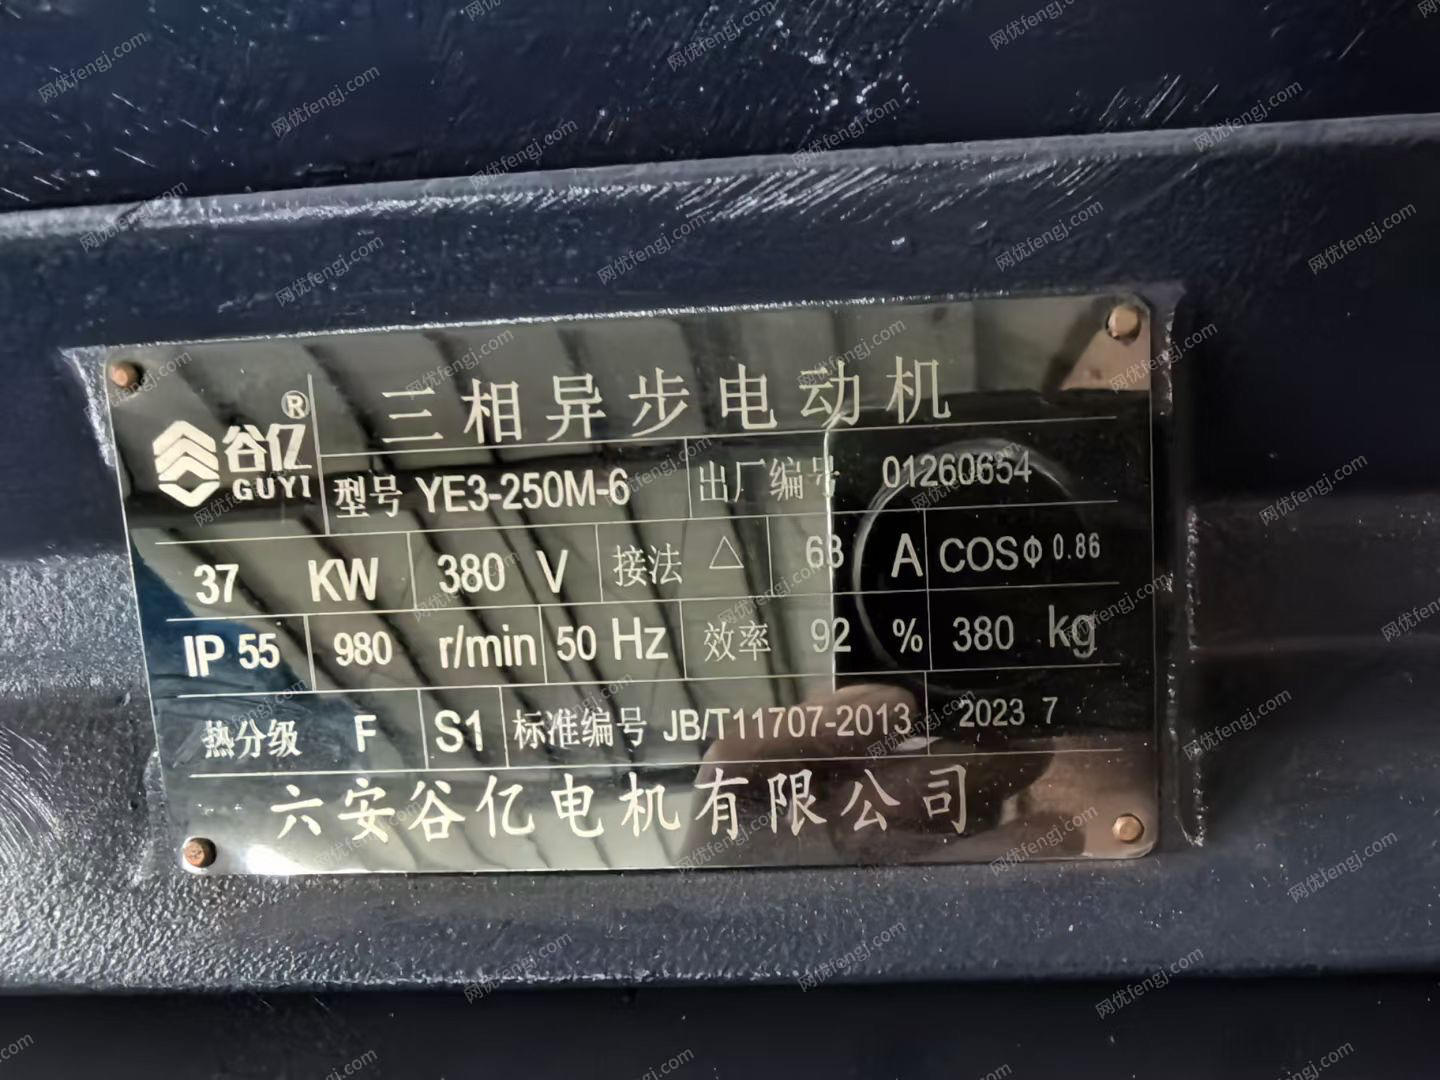 谷亿® 三相异步电动机
GUYI 型号 YE3-250M-6 出厂编号 01260654
37 KW 380 V 接法 △ 68 A COSΦ 0.86
IP 55 980 r/min 50 Hz 效率 92 % 380 kg
热分级 F S1 标准编号 JB/T11707-2013 2023 7
六安谷亿电机有限公司
网优fengj.com